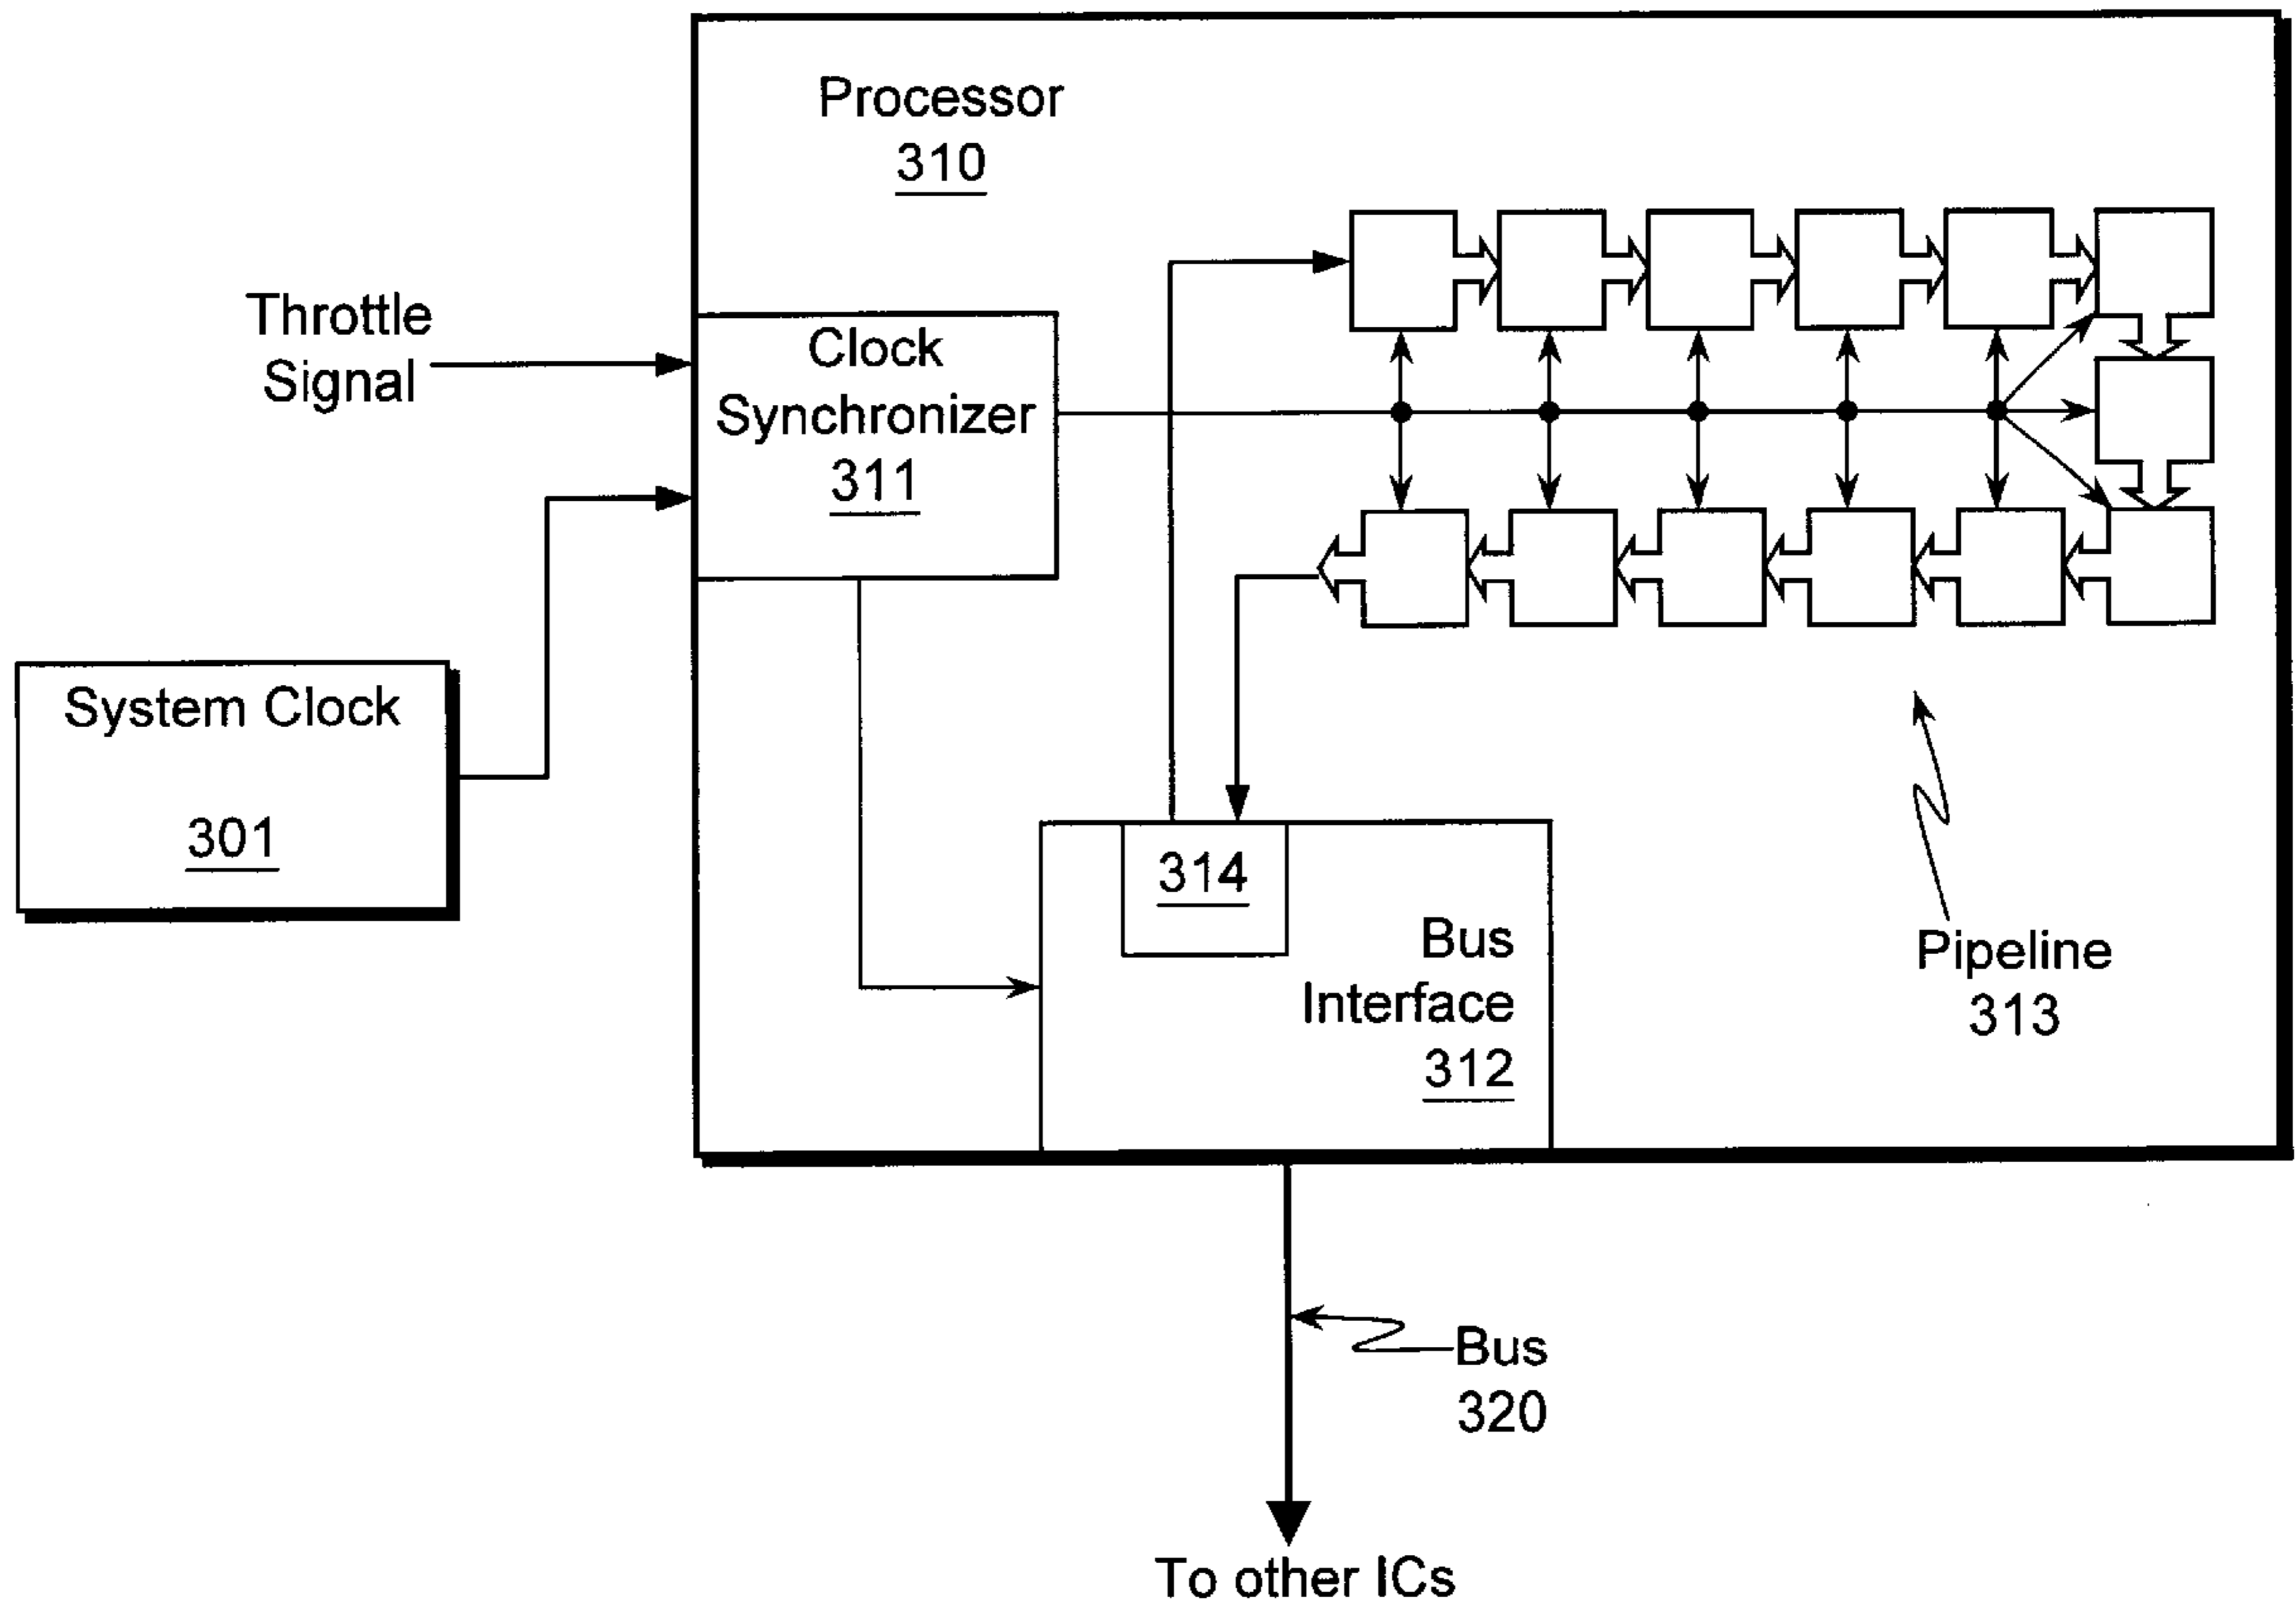 Processor
310
Throttle
Signal
Clock
Synchronizer
311
System Clock
301
314
Bus
Interface
312
Pipeline
313
Bus
320
To other ICs